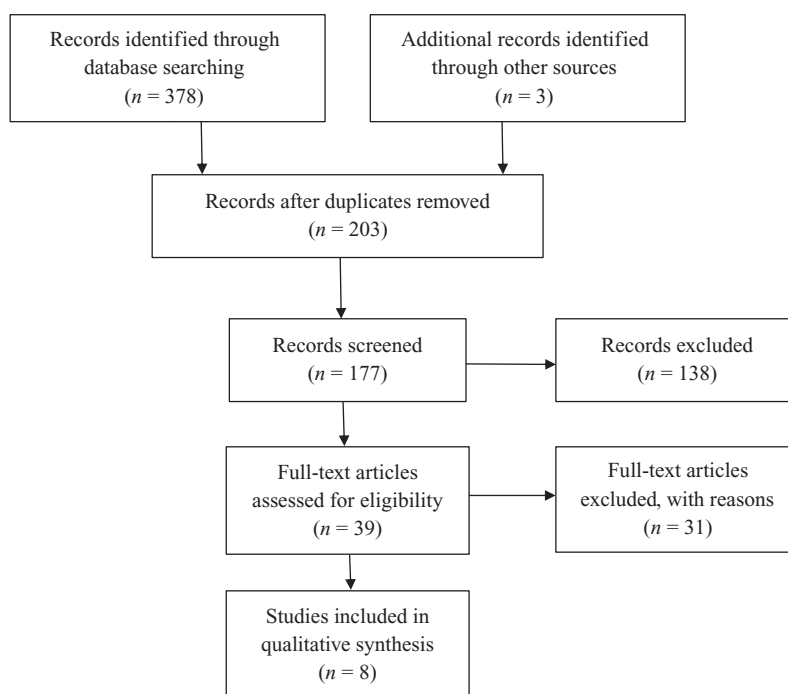 Records identified through
database searching
(n = 378)
Additional records identified
through other sources
(n = 3)
Records after duplicates removed
(n = 203)
Records screened
(n = 177)
Records excluded
(n = 138)
Full-text articles
assessed for eligibility
(n = 39)
Full-text articles
excluded, with reasons
(n = 31)
Studies included in
qualitative synthesis
(n = 8)